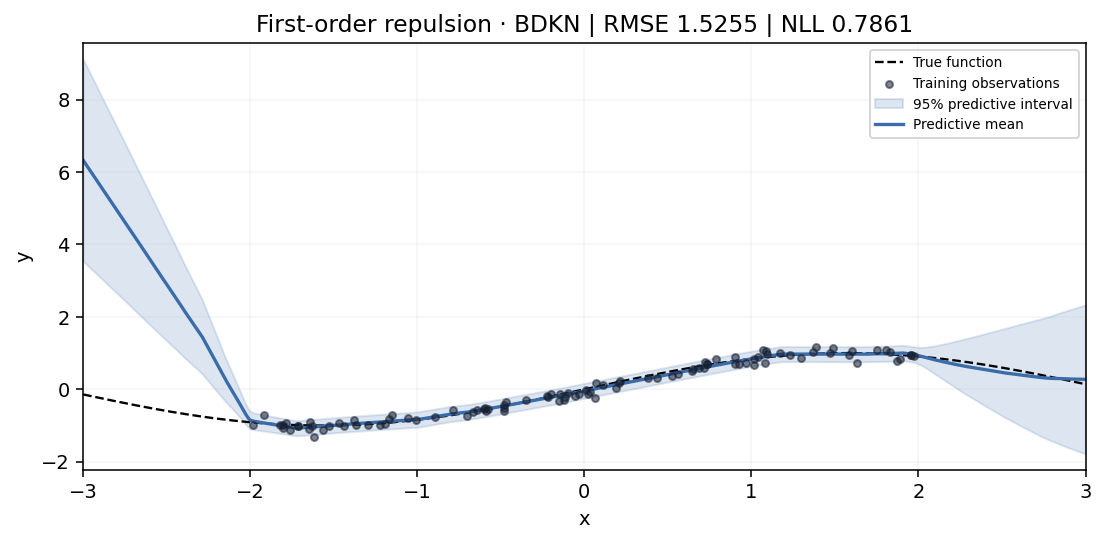 First-order repulsion · BDKN | RMSE 1.5255 | NLL 0.7861
True function
Training observations
95% predictive interval
Predictive mean
y
8
6
4
2
0
−2
−3
−2
−1
0
1
2
3
x